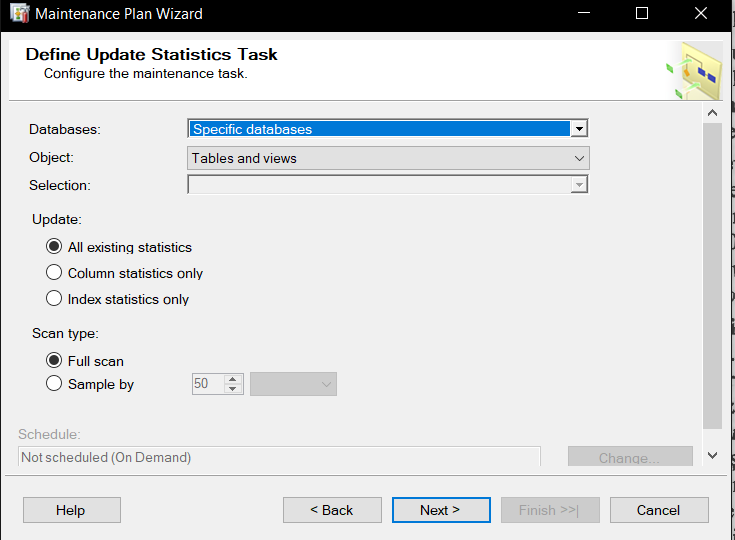 Maintenance Plan Wizard
Define Update Statistics Task
Configure the maintenance task.
Databases: Specific databases
Object: Tables and views
Selection:
Update:
All existing statistics
Column statistics only
Index statistics only
Scan type:
Full scan
Sample by 50
Schedule:
Not scheduled (On Demand) Change...
Help < Back Next > Finish >>| Cancel